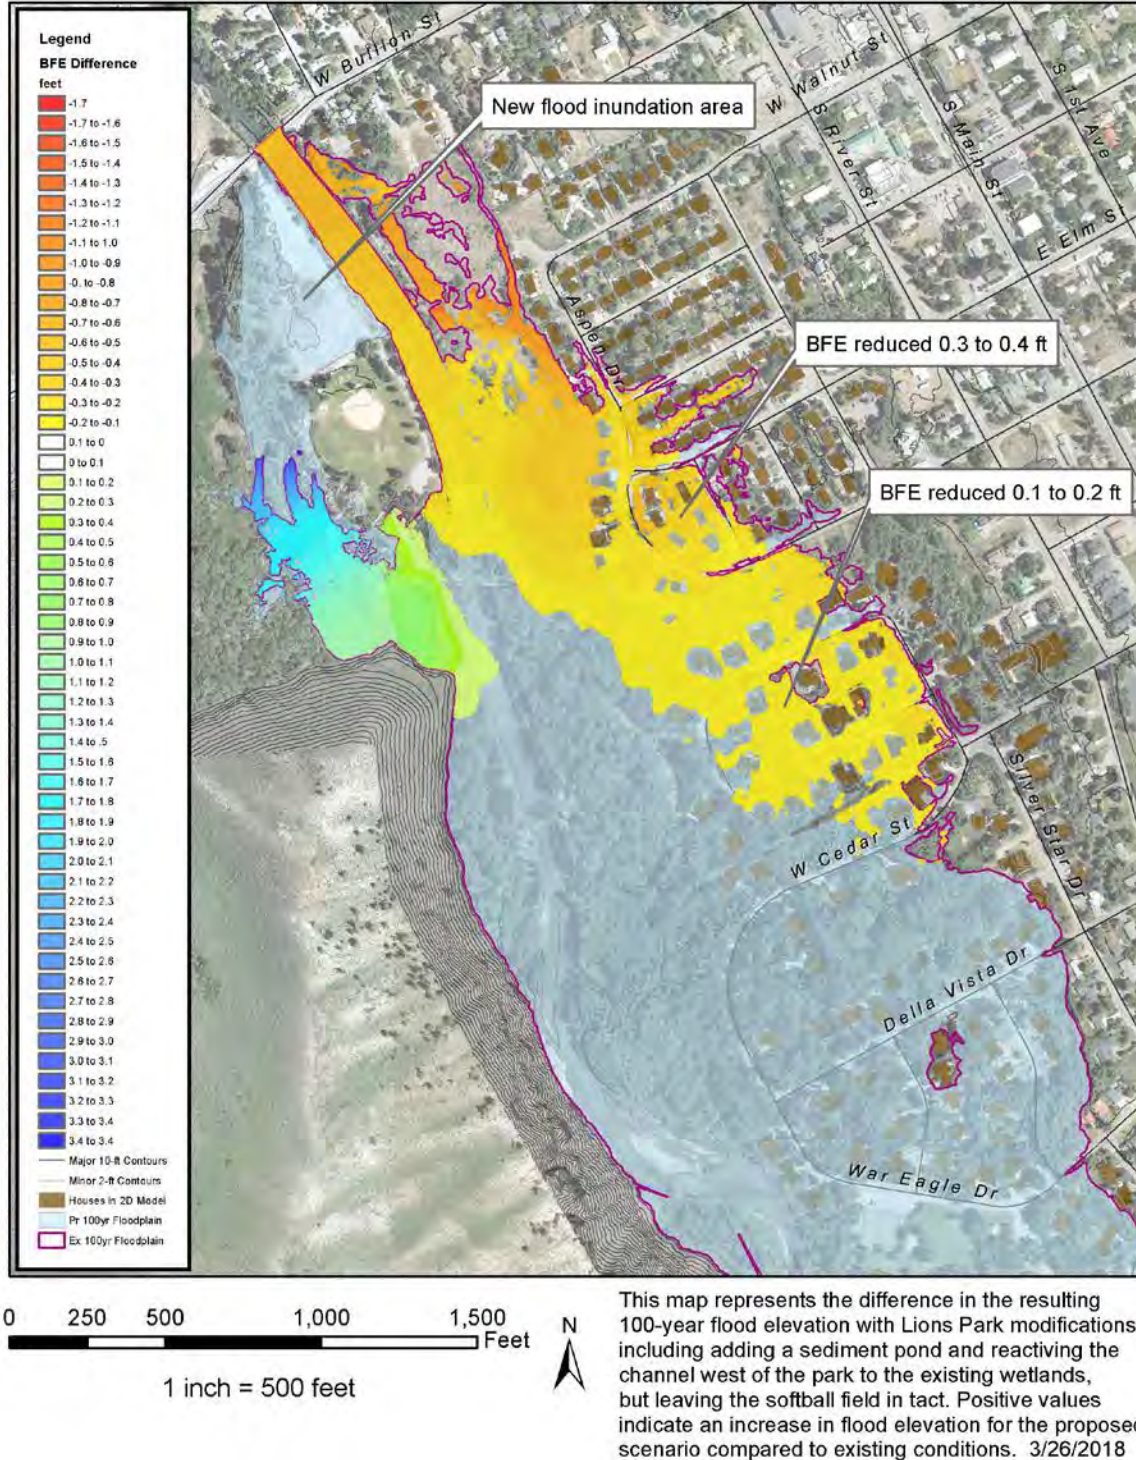 Legend
BFE Difference
feet
-1.7
-1.7 to -1.6
-1.6 to -1.5
-1.5 to -1.4
-1.4 to -1.3
-1.3 to -1.2
-1.2 to -1.1
-1.1 1.0
-1.0 to -0.9
-0. to -0.8
-0.8 to -0.7
-0.7 to -0.6
-0.6 to -0.5
-0.5 to -0.4
-0.4 to -0.3
-0.3 to -0.2
-0.2 to -0.1
0.1 to 0
0 to 0.1
0.1 to 0.2
0.2 to 0.3
0.3 to 0.4
0.4 to 0.5
0.5 to 0.6
0.6 to 0.7
0.7 to 0.8
0.8 to 0.9
0.9 to 1.0
1.0 to 1.1
1.1 to 1.2
1.2 to 1.3
1.3 to 1.4
1.4 to .5
1.5 to 1.6
1.6 to 1.7
1.7 to 1.8
1.8 to 1.9
1.9 to 2.0
2.0 to 2.1
2.1 to 2.2
2.2 to 2.3
2.3 to 2.4
2.4 to 2.5
2.5 to 2.6
2.6 to 2.7
2.7 to 2.8
2.8 to 2.9
2.9 to 3.0
3.0 to 3.1
3.1 to 3.2
3.2 to 3.3
3.3 to 3.4
3.4 to 3.4
Major 10-ft Contours
Minor 2-ft Contours
Houses in 2D Model
Pr 100yr Floodplain
Ex 100yr Floodplain
W Bullion St
New flood inundation area
W Walnut St
S River St
S Main St
S 1st Ave
E Elm St
Aspen Dr
BFE reduced 0.3 to 0.4 ft
BFE reduced 0.1 to 0.2 ft
Silver Star Dr
W Cedar St
Della Vista Dr
War Eagle Dr
0 250 500 1,000 1,500
Feet
1 inch = 500 feet
N
This map represents the difference in the resulting
100-year flood elevation with Lions Park modifications
including adding a sediment pond and reactiving the
channel west of the park to the existing wetlands,
but leaving the softball field in tact. Positive values
indicate an increase in flood elevation for the proposed
scenario compared to existing conditions. 3/26/2018